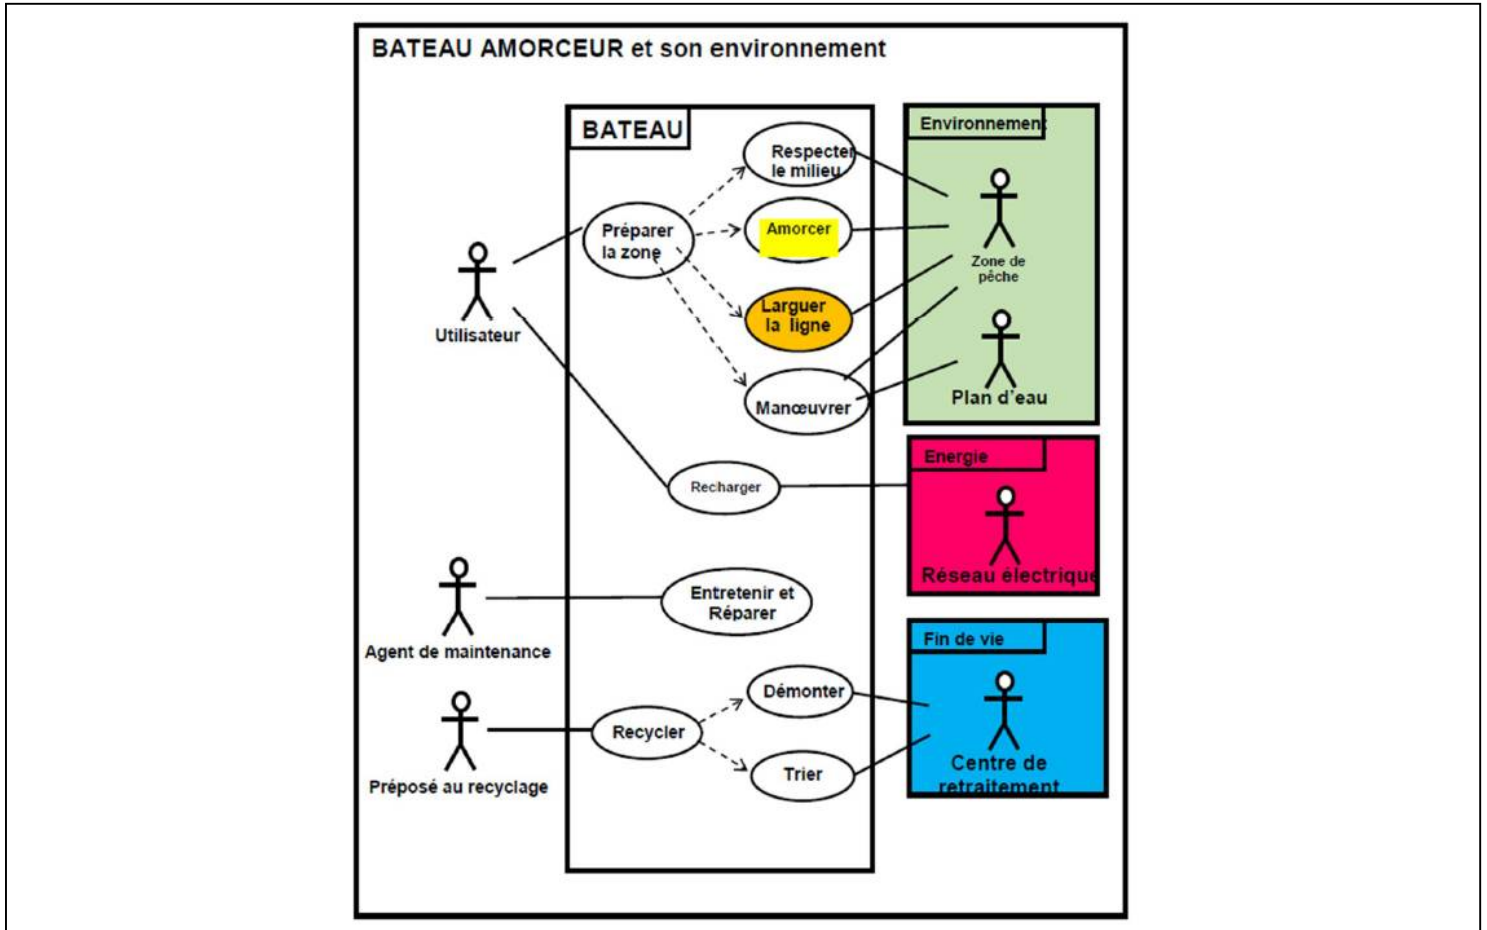 BATEAU AMORCEUR et son environnement
BATEAU
Environnement
Respecter
le milieu
Préparer
la zone
Amorcer
Zone de
pêche
Utilisateur
Larguer
la ligne
Manœuvrer
Plan d'eau
Energie
Recharger
Réseau électrique
Entretenir et
Réparer
Agent de maintenance
Fin de vie
Démonter
Recycler
Trier
Centre de
retraitement
Préposé au recyclage